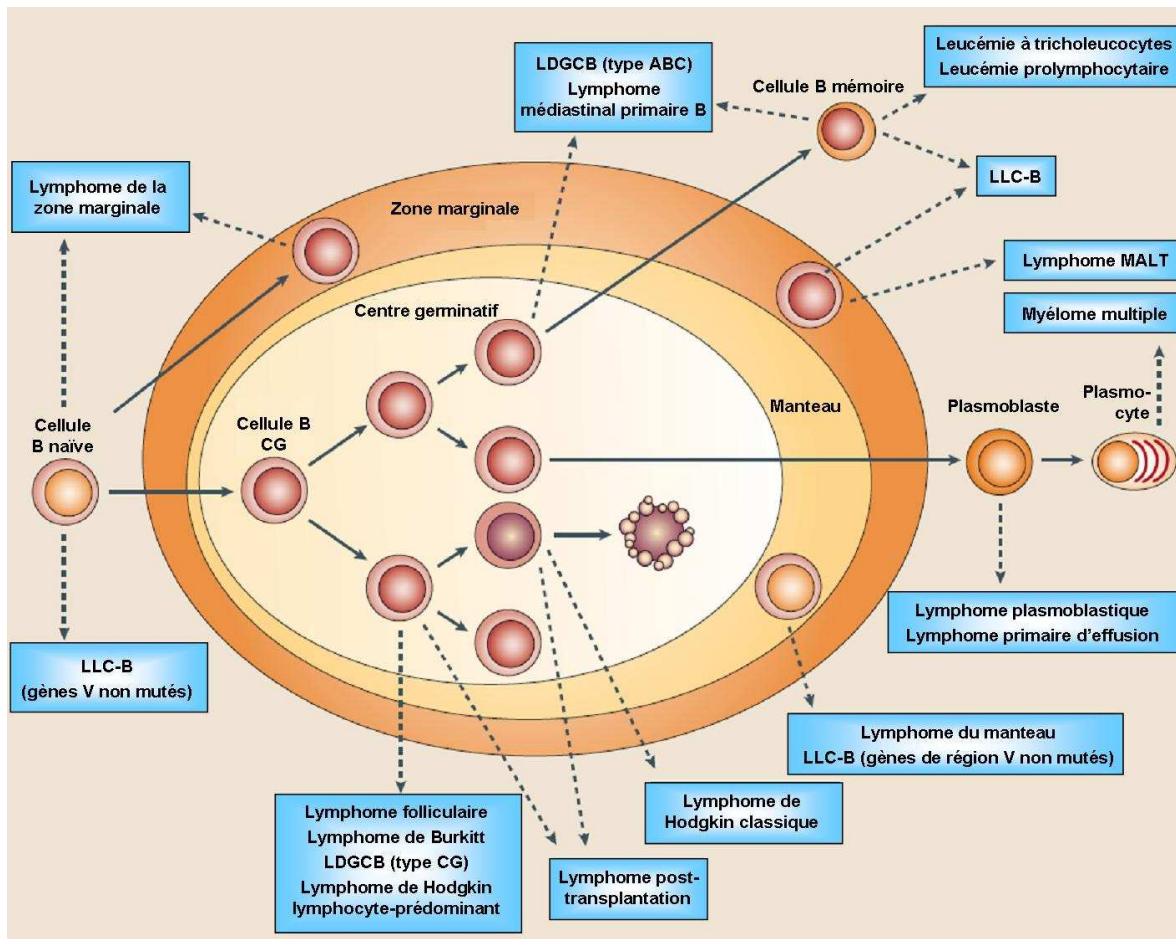 LDGCB (type ABC)
Lymphome
médiastinal primaire B
Cellule B mémoire
Leucémie à tricholeucocytes
Leucémie prolymphocytaire
LLC-B
Lymphome de la
zone marginale
Zone marginale
Lymphome MALT
Myélome multiple
Centre germinatif
Manteau
Plasmoblaste
Plasmo-
cyte
Cellule
B naïve
Cellule B
CG
LLC-B
(gènes V non mutés)
Lymphome plasmoblastique
Lymphome primaire d'effusion
Lymphome du manteau
LLC-B (gènes de région V non mutés)
Lymphome de
Hodgkin classique
Lymphome folliculaire
Lymphome de Burkitt
LDGCB (type CG)
Lymphome de Hodgkin
lymphocyte-prédominant
Lymphome post-
transplantation